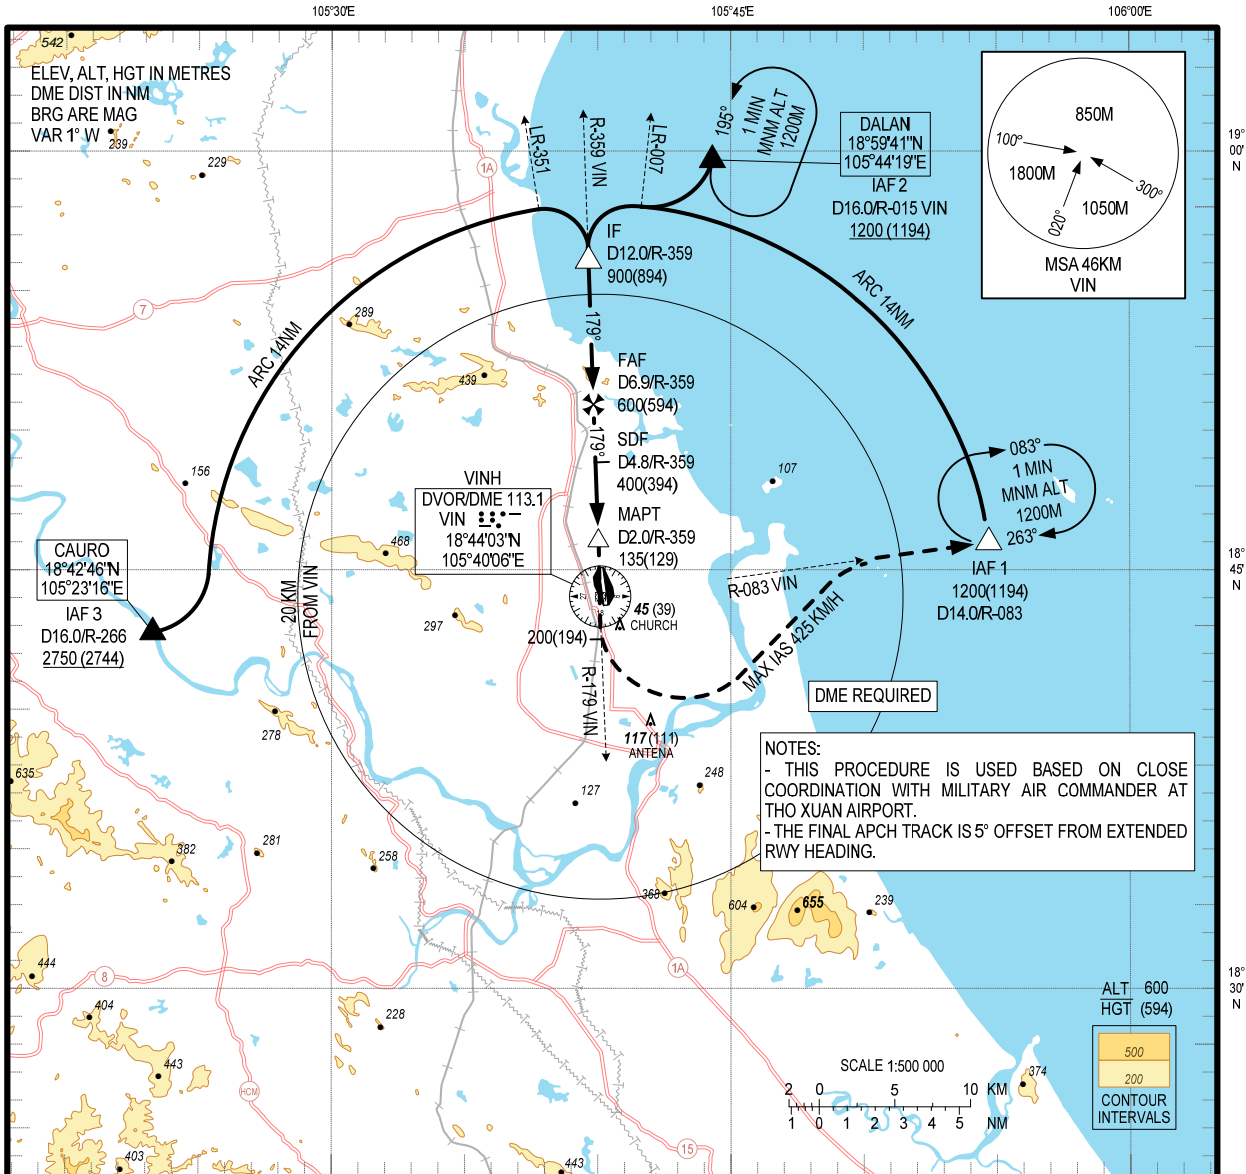 105°30'E
105°45'E
106°00'E
542
ELEV, ALT, HGT IN METRES
DME DIST IN NM
BRG ARE MAG
VAR 1° W
239
229
1A
LR-351
R-359 VIN
LR-007
195°
1 MIN
MNM ALT
1200M
DALAN
18°59'41"N
105°44'19"E
IAF 2
D16.0/R-015 VIN
1200 (1194)
850M
100°
1800M
300°
1050M
020°
MSA 46KM
VIN
19°
00'
N
IF
D12.0/R-359
900(894)
7
289
ARC 14NM
ARC 14NM
179°
FAF
D6.9/R-359
600(594)
439
179°
SDF
D4.8/R-359
400(394)
156
107
083°
1 MIN
MNM ALT
1200M
263°
VINH
DVOR/DME 113.1
VIN
18°44'03"N
105°40'06"E
MAPT
D2.0/R-359
135(129)
468
CAURO
18°42'46"N
105°23'16"E
IAF 3
D16.0/R-266
2750 (2744)
20 KM
FROM VIN
297
45 (39)
CHURCH
200(194)
R-083 VIN
MAX IAS 425 KM/H
IAF 1
1200(1194)
D14.0/R-083
18°
45'
N
R-179 VIN
DME REQUIRED
278
117(111)
ANTENA
635
248
127
NOTES:
- THIS PROCEDURE IS USED BASED ON CLOSE
COORDINATION WITH MILITARY AIR COMMANDER AT
THO XUAN AIRPORT.
- THE FINAL APCH TRACK IS 5° OFFSET FROM EXTENDED
RWY HEADING.
382
281
258
368
604
655
239
444
8
1A
404
228
443
HCM
18°
30'
N
ALT 600
HGT (594)
500
200
CONTOUR
INTERVALS
SCALE 1:500 000
2 0 5 10 KM
1 0 1 2 3 4 5 NM
374
15
403
443